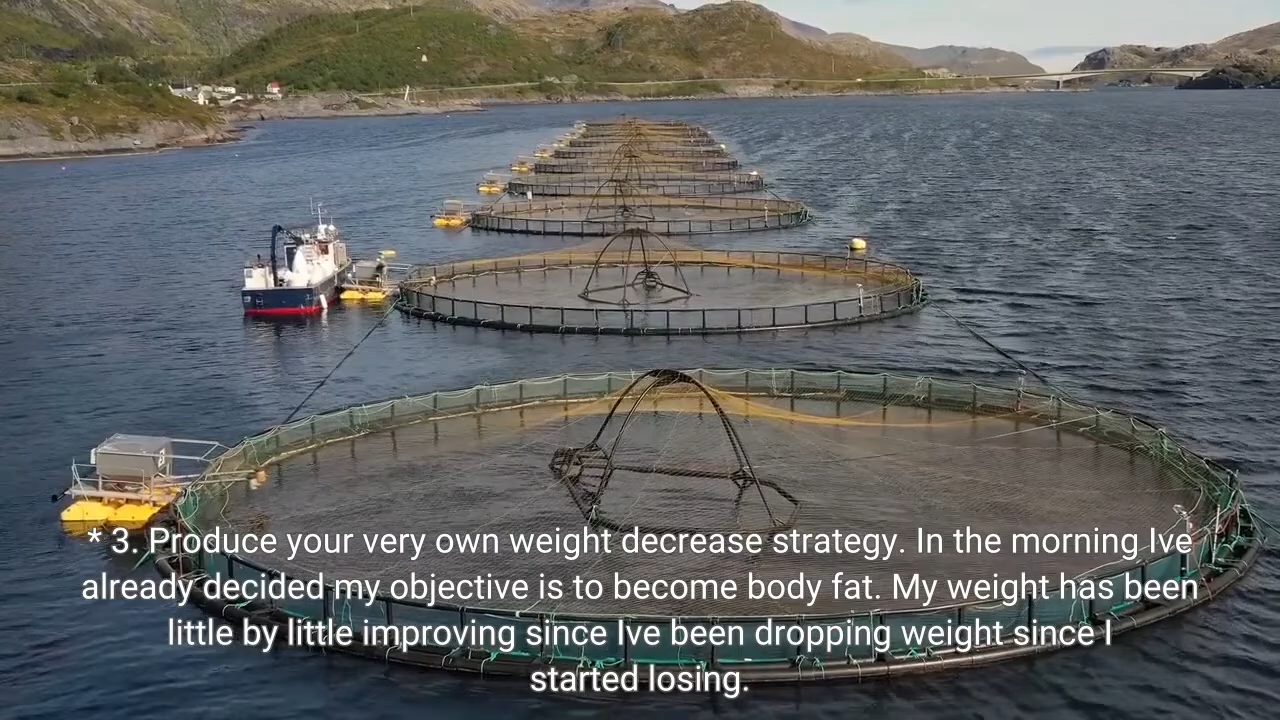 * 3. Produce your very own weight decrease strategy. In the morning Ive
already decided my objective is to become body fat. My weight has been
little by little improving since Ive been dropping weight since I
started losing.